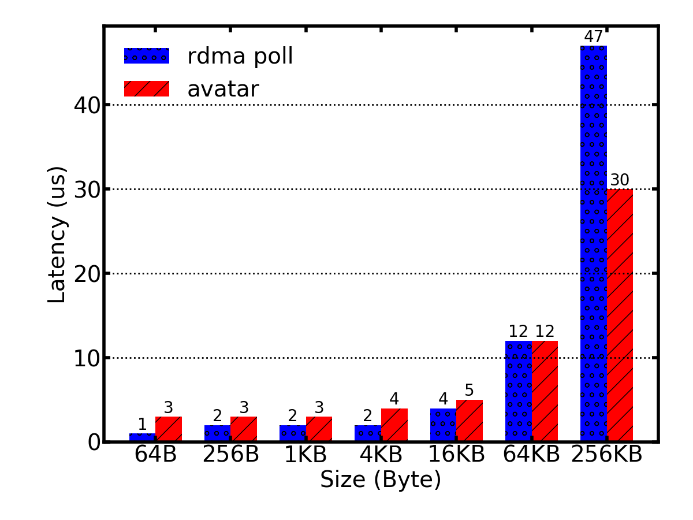 rdma poll
avatar
Latency (us)
40
30
20
10
0
1 3 2 3 2 3 2 4 4 5 12 12 47 30
64B 256B 1KB 4KB 16KB 64KB 256KB
Size (Byte)